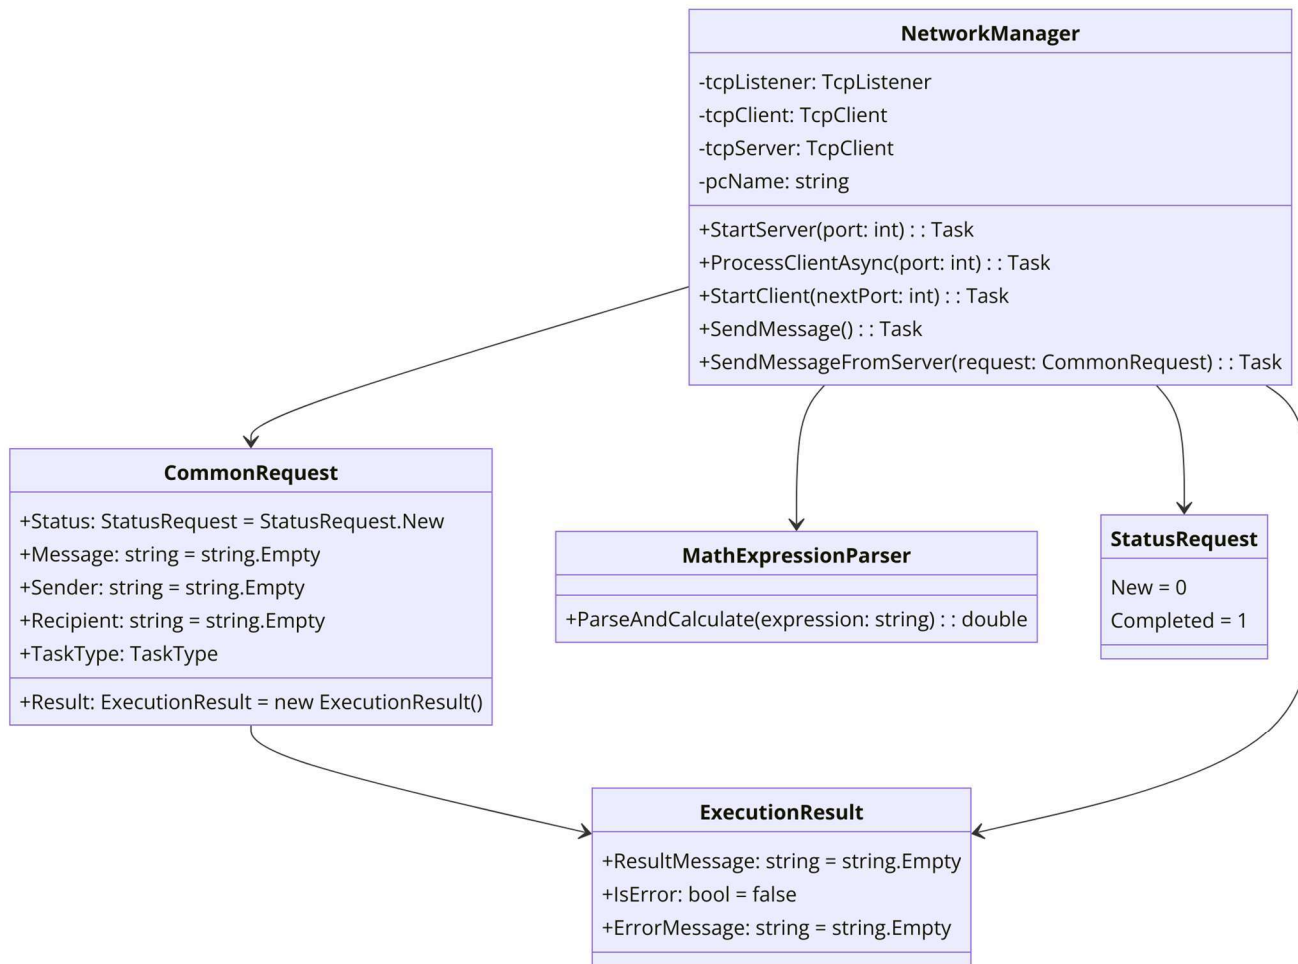 NetworkManager
-tcpListener: TcpListener
-tcpClient: TcpClient
-tcpServer: TcpClient
-pcName: string
+StartServer(port: int) : : Task
+ProcessClientAsync(port: int) : : Task
+StartClient(nextPort: int) : : Task
+SendMessage() : : Task
+SendMessageFromServer(request: CommonRequest) : : Task
CommonRequest
+Status: StatusRequest = StatusRequest.New
+Message: string = string.Empty
+Sender: string = string.Empty
+Recipient: string = string.Empty
+TaskType: TaskType
+Result: ExecutionResult = new ExecutionResult()
MathExpressionParser
+ParseAndCalculate(expression: string) : : double
StatusRequest
New = 0
Completed = 1
ExecutionResult
+ResultMessage: string = string.Empty
+IsError: bool = false
+ErrorMessage: string = string.Empty